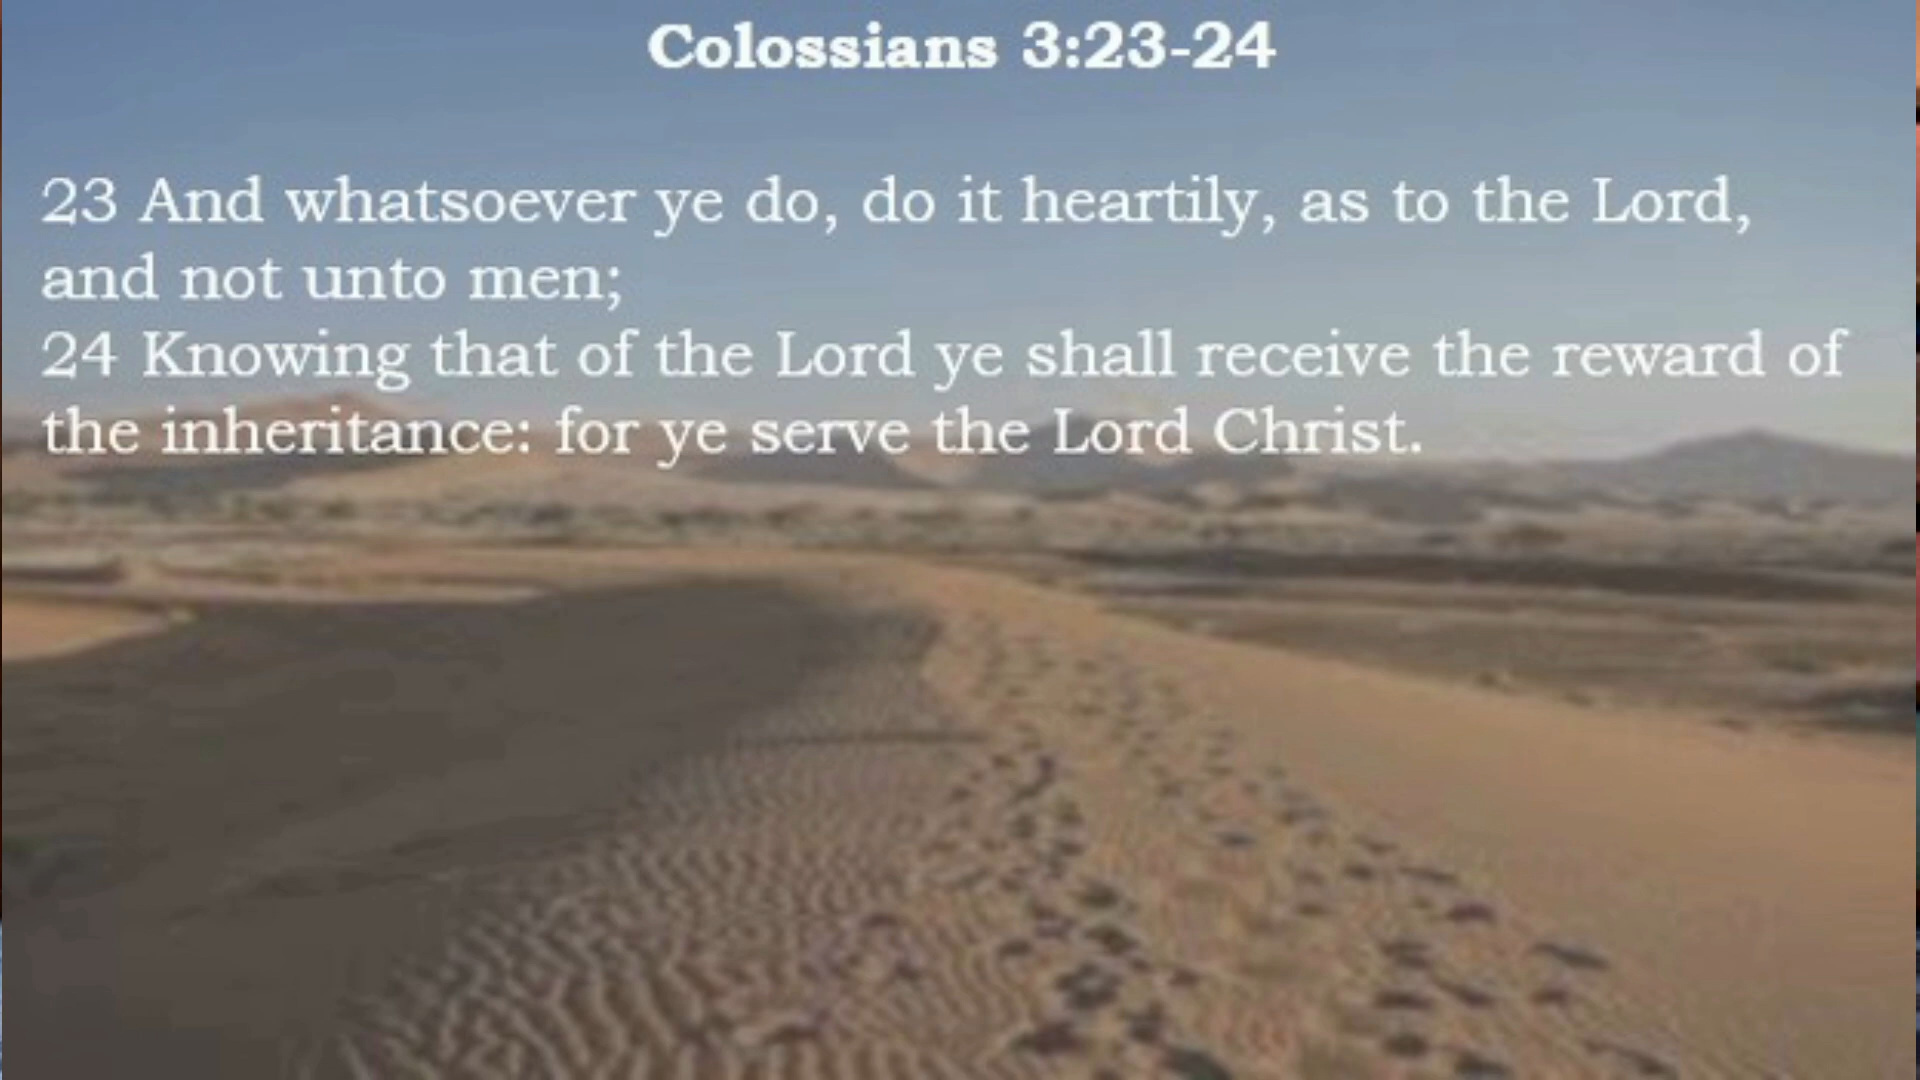 Colossians 3:23-24
23 And whatsoever ye do, do it heartily, as to the Lord,
and not unto men;
24 Knowing that of the Lord ye shall receive the reward of
the inheritance: for ye serve the Lord Christ.